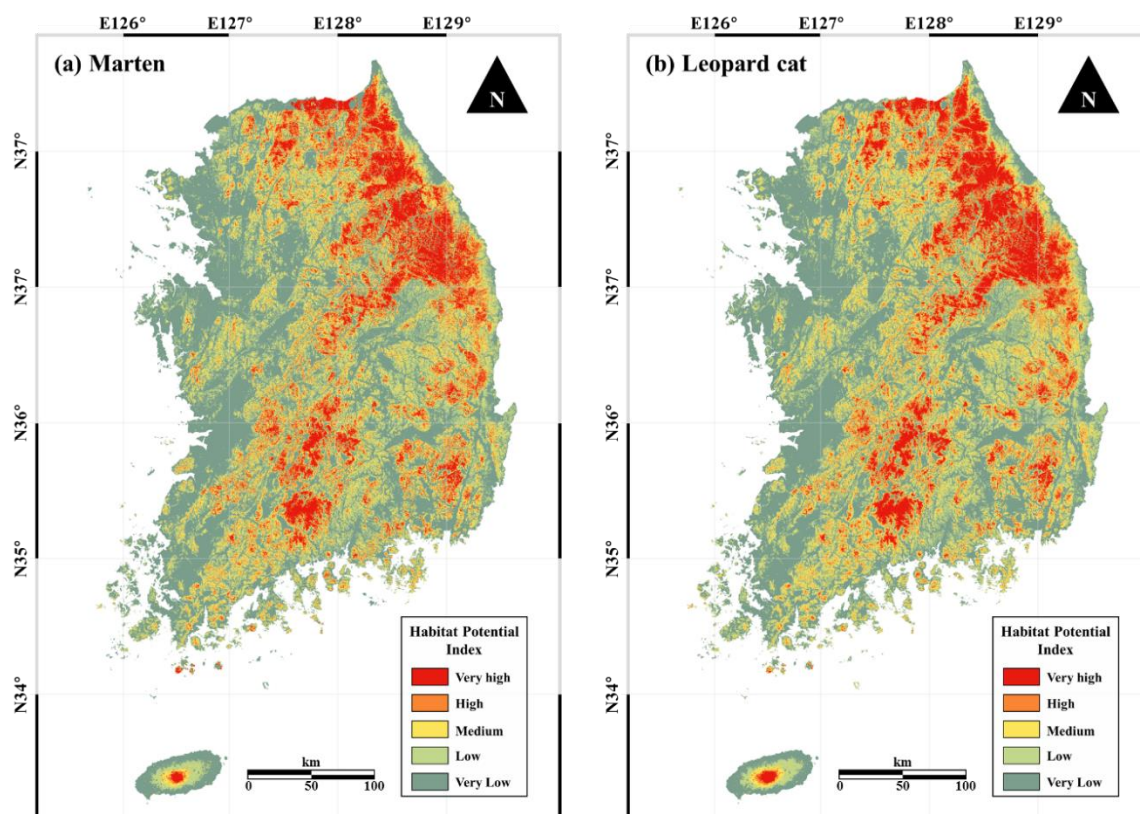 E126° E127° E128° E129°
(a) Marten
N
N37°
N37°
N36°
N35°
N34°
Habitat Potential
Index
Very high
High
Medium
Low
Very Low
km
0 50 100
E126° E127° E128° E129°
(b) Leopard cat
N
N37°
N37°
N36°
N35°
N34°
Habitat Potential
Index
Very high
High
Medium
Low
Very Low
km
0 50 100